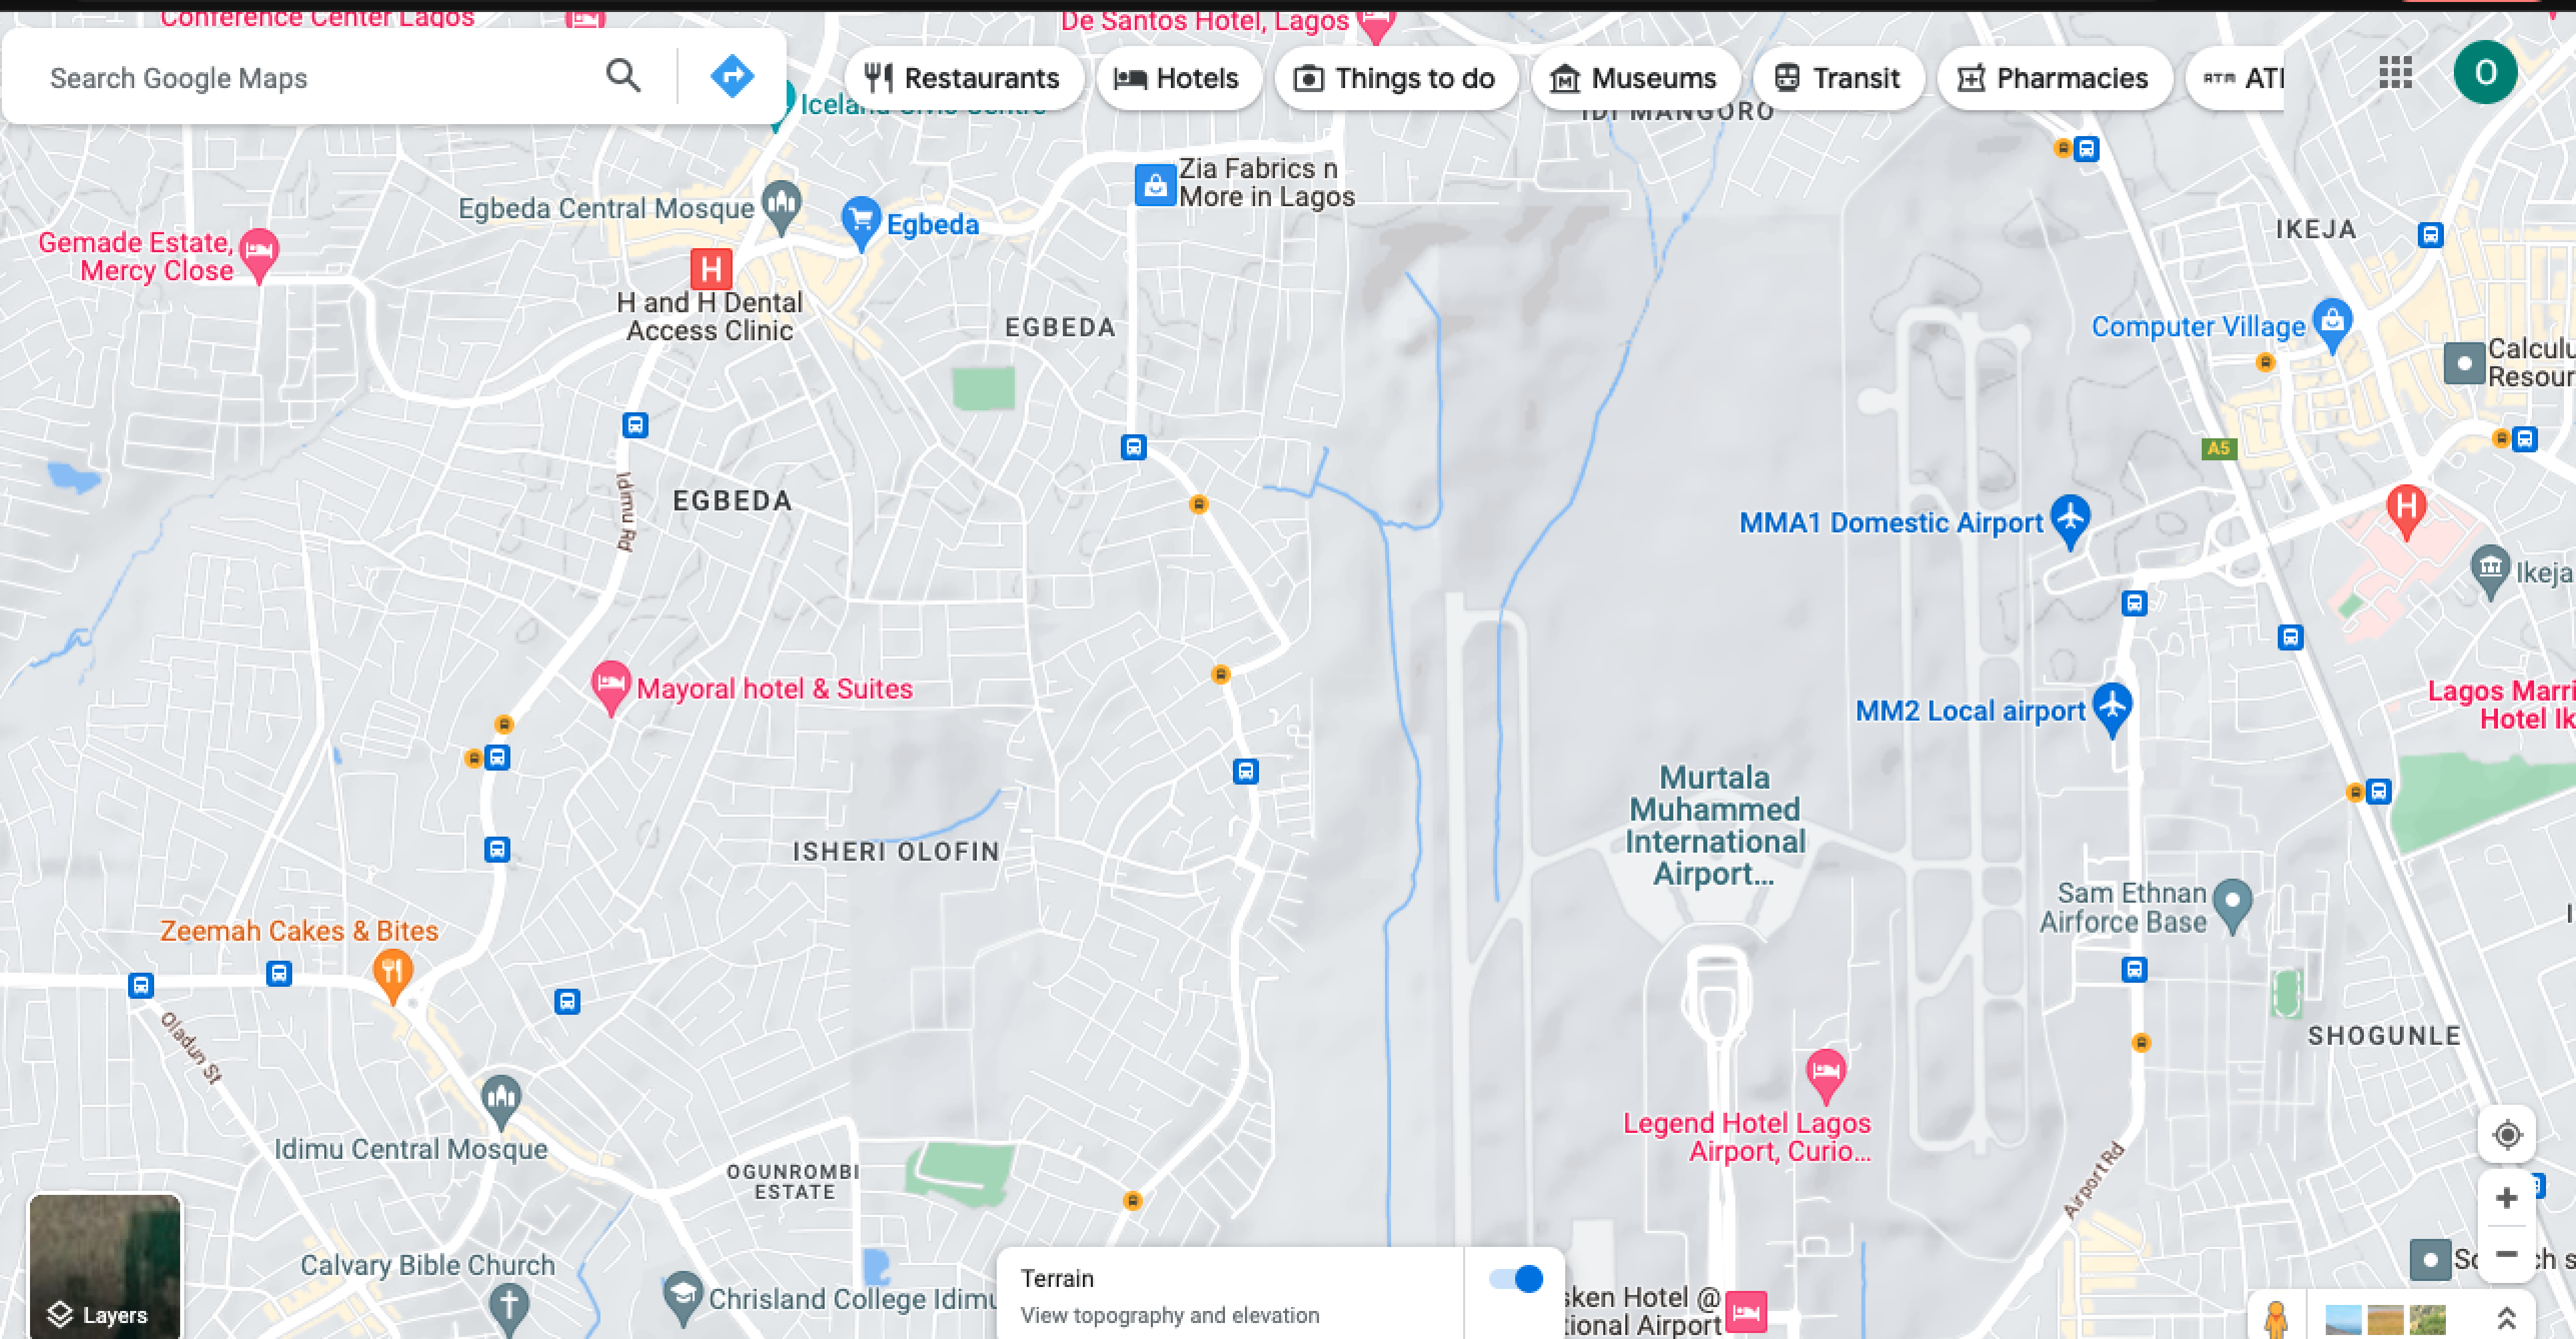 Conference Center Lagos
De Santos Hotel, Lagos
Search Google Maps
Restaurants
Hotels
Things to do
Museums
Transit
Pharmacies
ATM
O
Iceland Civic Centre
IDI MANGORO
Zia Fabrics n
More in Lagos
Egbeda Central Mosque
Egbeda
IKEJA
Gemade Estate,
Mercy Close
H
H and H Dental
Access Clinic
EGBEDA
Computer Village
Calculu
Resour
A5
Idimu Rd
EGBEDA
MMA1 Domestic Airport
H
Ikeja
Mayoral hotel & Suites
MM2 Local airport
Lagos Marri
Hotel Ik
Murtala
Muhammed
International
Airport...
ISHERI OLOFIN
Sam Ethnan
Airforce Base
Zeemah Cakes & Bites
Oladun St
SHOGUNLE
Legend Hotel Lagos
Airport, Curio...
Idimu Central Mosque
OGUNROMBI
ESTATE
Airport Rd
Calvary Bible Church
Chrisland College Idimu
Layers
Terrain
View topography and elevation
sken Hotel @
tional Airport